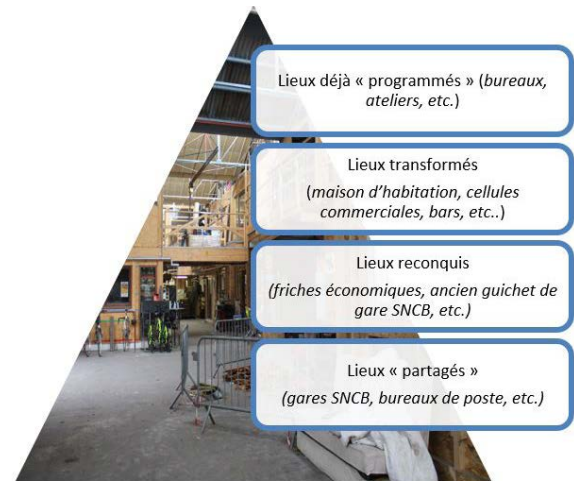 Lieux déjà « programmés » (bureaux,
ateliers, etc.)
Lieux transformés
(maison d’habitation, cellules
commerciales, bars, etc..)
Lieux reconquis
(friches économiques, ancien guichet de
gare SNCB, etc.)
Lieux « partagés »
(gares SNCB, bureaux de poste, etc.)